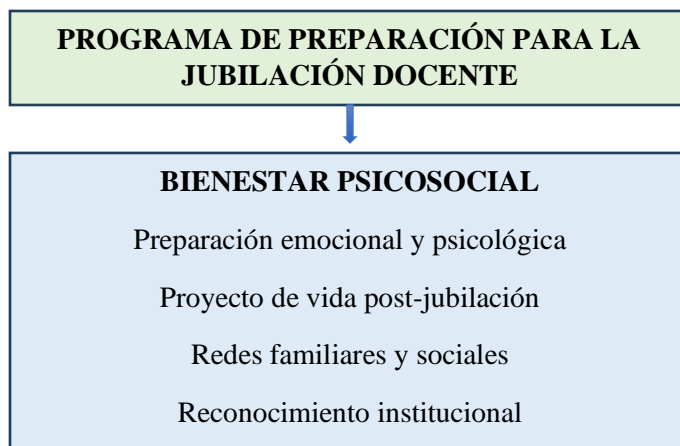 PROGRAMA DE PREPARACIÓN PARA LA
JUBILACIÓN DOCENTE
BIENESTAR PSICOSOCIAL
Preparación emocional y psicológica
Proyecto de vida post-jubilación
Redes familiares y sociales
Reconocimiento institucional